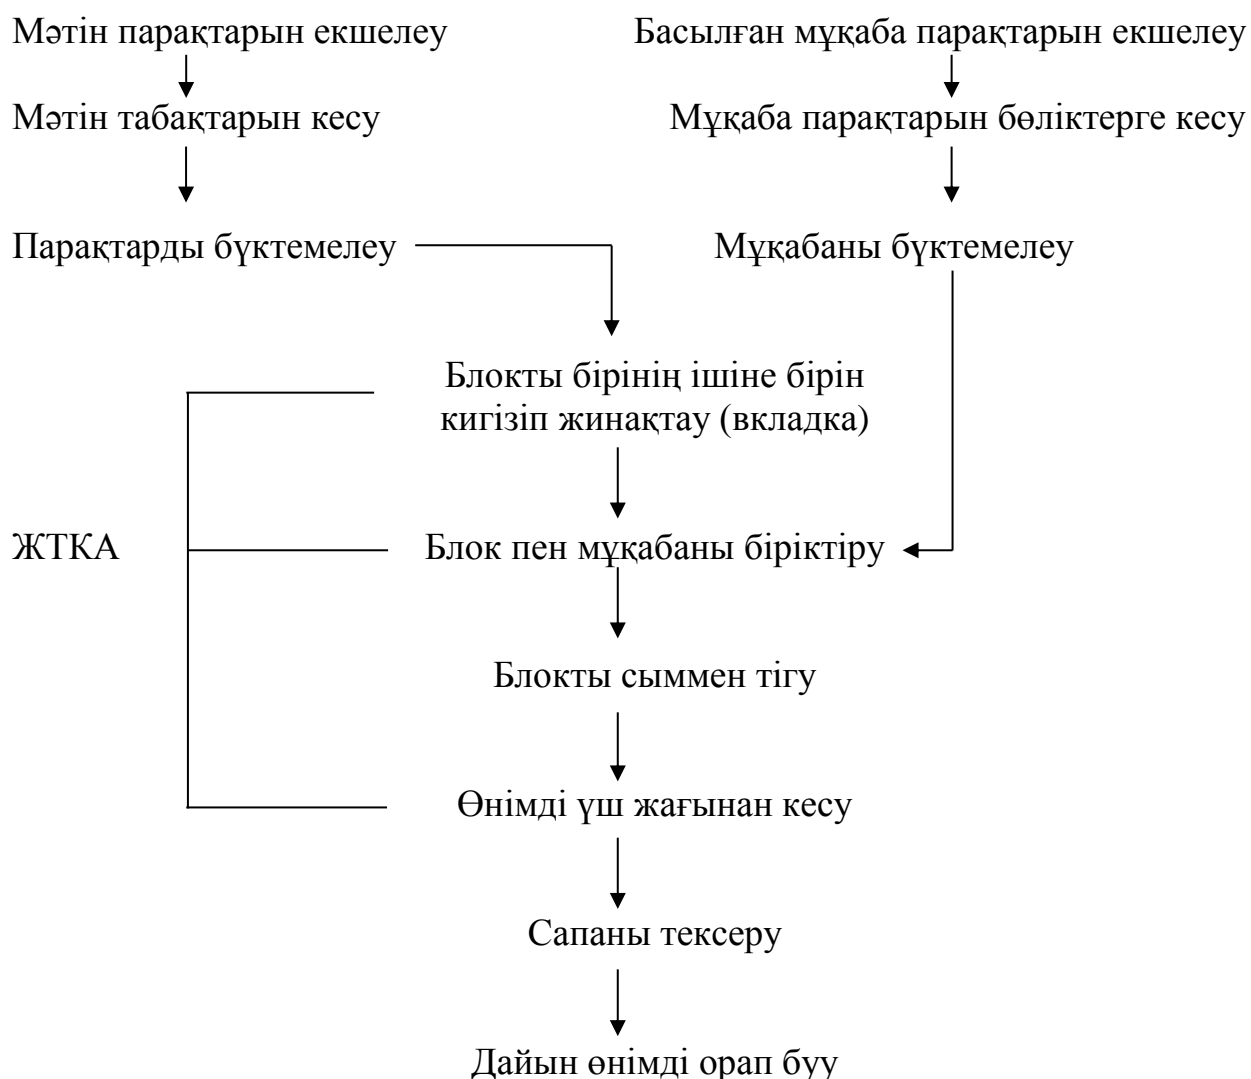 Мәтін парақтарын екшелеу
Басылған мұқаба парақтарын екшелеу
Мәтін табақтарын кесу
Мұқаба парақтарын бөліктерге кесу
Парақтарды бүктемелеу
Мұқабаны бүктемелеу
Блокты бірінің ішіне бірін
кигізіп жинақтау (вкладка)
ЖТКА
Блок пен мұқабаны біріктіру
Блокты сыммен тігу
Өнімді үш жағынан кесу
Сапаны тексеру
Дайын өнімді орап буу